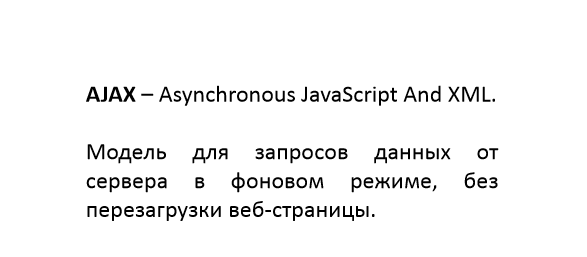 AJAX – Asynchronous JavaScript And XML.
Модель для запросов данных от
сервера в фоновом режиме, без
перезагрузки веб-страницы.